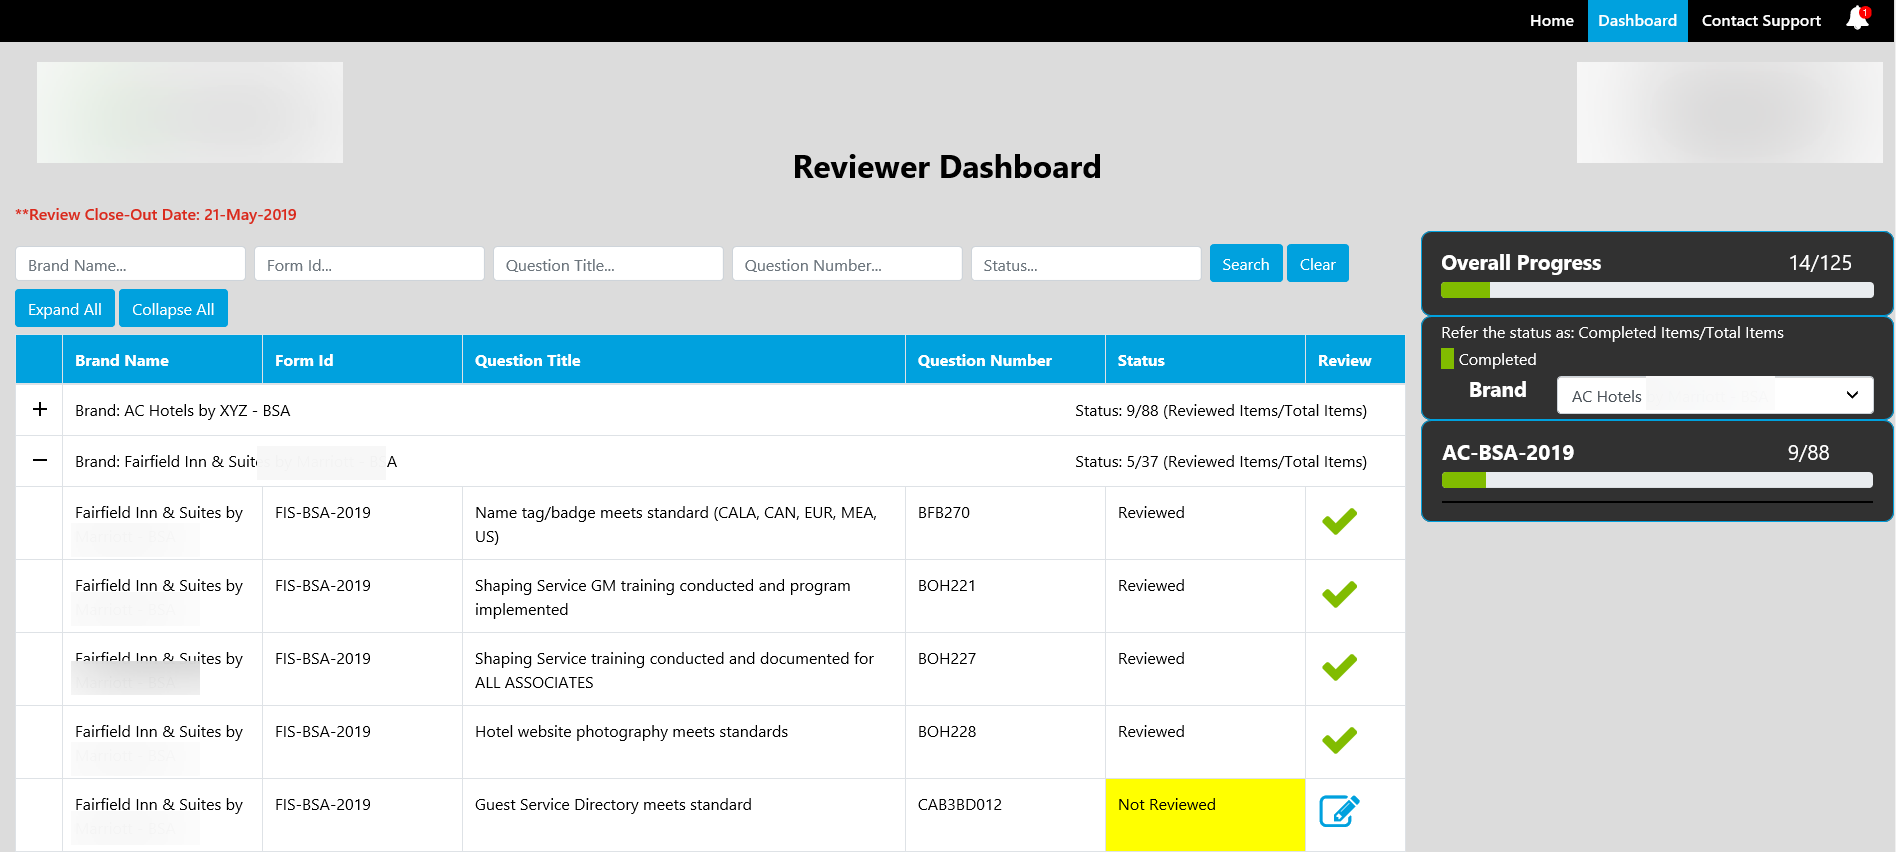 Home Dashboard Contact Support 1
Reviewer Dashboard
**Review Close-Out Date: 21-May-2019
Brand Name... Form Id... Question Title... Question Number... Status... Search Clear
Expand All Collapse All
Brand Name Form Id Question Title Question Number Status Review
+ Brand: AC Hotels by XYZ - BSA Status: 9/88 (Reviewed Items/Total Items)
− Brand: Fairfield Inn & Suites by A Status: 5/37 (Reviewed Items/Total Items)
Fairfield Inn & Suites by FIS-BSA-2019 Name tag/badge meets standard (CALA, CAN, EUR, MEA, BFB270 Reviewed
US)
Fairfield Inn & Suites by FIS-BSA-2019 Shaping Service GM training conducted and program BOH221 Reviewed
implemented
Fairfield Inn & Suites by FIS-BSA-2019 Shaping Service training conducted and documented for BOH227 Reviewed
ALL ASSOCIATES
Fairfield Inn & Suites by FIS-BSA-2019 Hotel website photography meets standards BOH228 Reviewed
Fairfield Inn & Suites by FIS-BSA-2019 Guest Service Directory meets standard CAB3BD012 Not Reviewed
Overall Progress 14/125
Refer the status as: Completed Items/Total Items
Completed
Brand AC Hotels
AC-BSA-2019 9/88